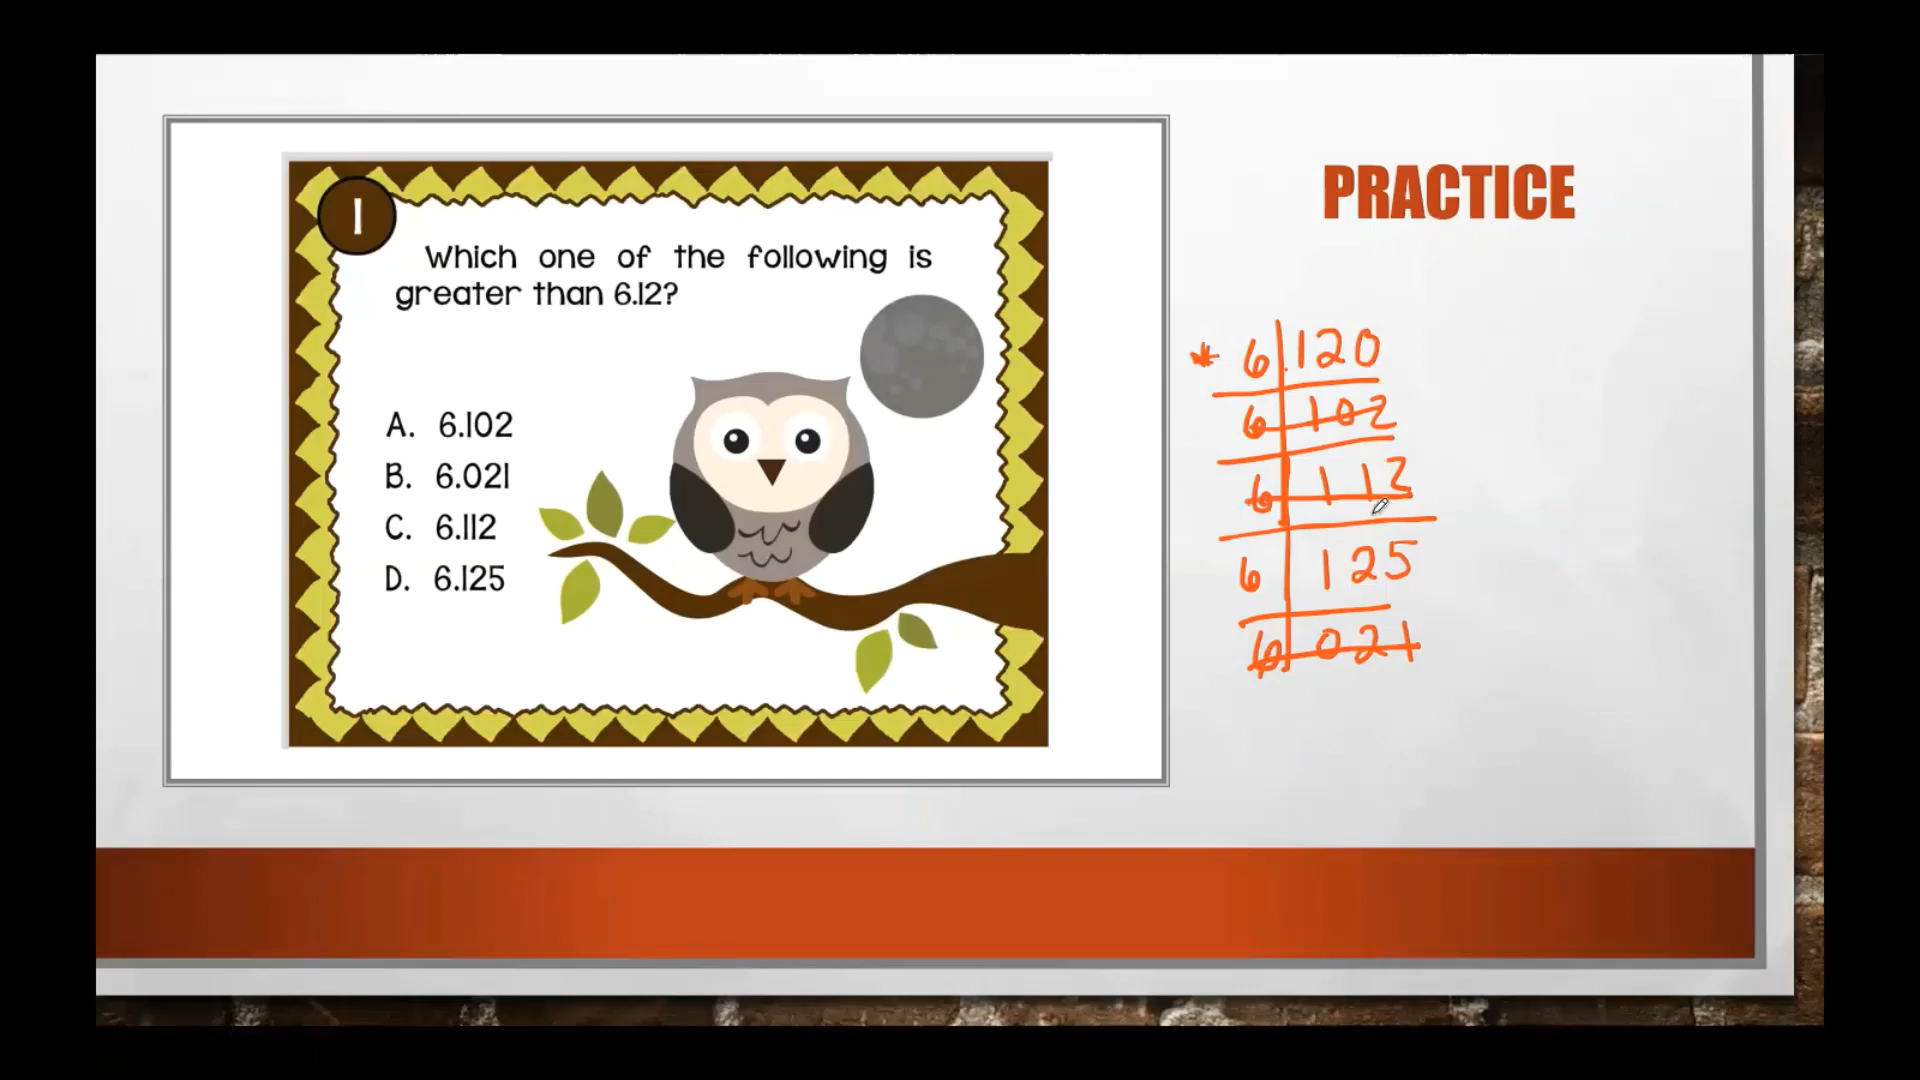 PRACTICE
1
Which one of the following is
greater than 6.12?
A. 6.102
B. 6.021
C. 6.112
D. 6.125
* 6.120
6 102
6 112
6 125
6 021